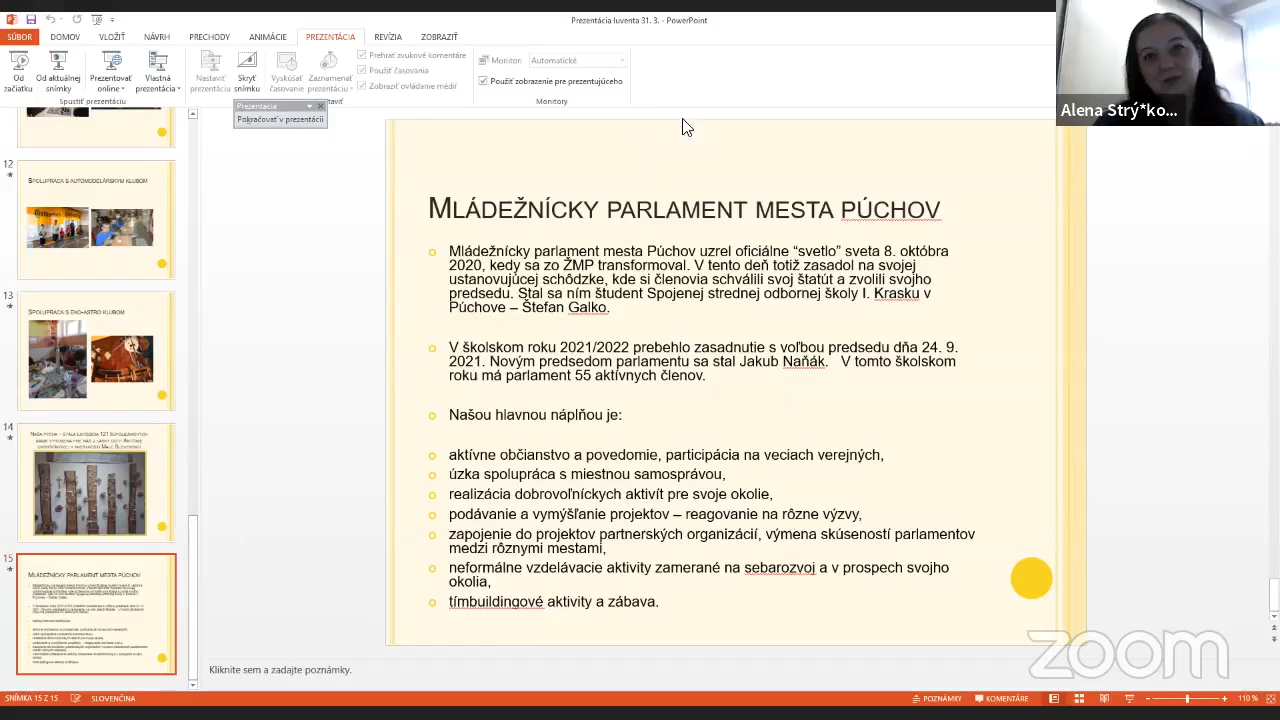 Prezentácia luventa 31. 3. - PowerPoint
SÚBOR DOMOV VLOŽIŤ NÁVRH PRECHODY ANIMÁCIE PREZENTÁCIA REVÍZIA ZOBRAZIŤ
Od začiatku
Od aktuálnej snímky
Prezentovať online
Vlastná prezentácia
Nastaviť prezentáciu
Skryť snímku
Vyskúšať časovanie
Zaznamenať prezentáciu
Prehrať zvukové komentáre
Použiť časovania
Zobraziť ovládanie médií
Monitor: Automatické
Použiť zobrazenie pre prezentujúceho
Spustiť prezentáciu
Monitory
Prezentácia
Pokračovať v prezentácii
Alena Strý*ko...
12
SPOLUPRÁCA S AUTOMODELÁRSKYM KLUBOM
13
SPOLUPRÁCA S EKO-ASTRO KLUBOM
14
15
MLÁDEŽNÍCKY PARLAMENT MESTA PÚCHOV
MLÁDEŽNÍCKY PARLAMENT MESTA PÚCHOV
Mládežnícky parlament mesta Púchov uzrel oficiálne “svetlo” sveta 8. októbra
2020, kedy sa zo ŽMP transformoval. V tento deň totiž zasadol na svojej
ustanovujúcej schôdzke, kde si členovia schválili svoj štatút a zvolili svojho
predsedu. Stal sa ním študent Spojenej strednej odbornej školy I. Krasku v
Púchove – Štefan Galko.
V školskom roku 2021/2022 prebehlo zasadnutie s voľbou predsedu dňa 24. 9.
2021. Novým predsedom parlamentu sa stal Jakub Naňák. V tomto školskom
roku má parlament 55 aktívnych členov.
Našou hlavnou náplňou je:
aktívne občianstvo a povedomie, participácia na veciach verejných,
úzka spolupráca s miestnou samosprávou,
realizácia dobrovoľníckych aktivít pre svoje okolie,
podávanie a vymýšľanie projektov – reagovanie na rôzne výzvy,
zapojenie do projektov partnerských organizácií, výmena skúseností parlamentov
medzi rôznymi mestami,
neformálne vzdelávacie aktivity zamerané na sebarozvoj a v prospech svojho
okolia,
tímbuildingové aktivity a zábava.
zoom
Kliknite sem a zadajte poznámky.
SNÍMKA 15 Z 15 SLOVENČINA POZNÁMKY KOMENTÁRE 110 %